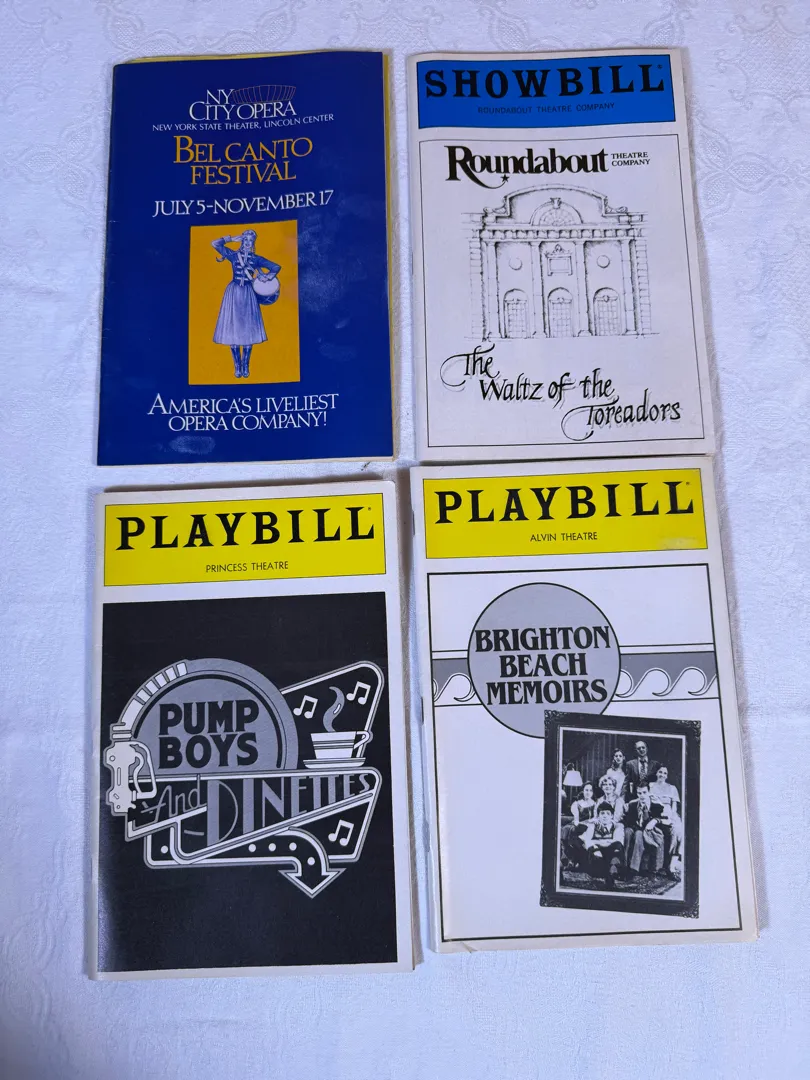 NY
CITY OPERA
NEW YORK STATE THEATER, LINCOLN CENTER
BEL CANTO
FESTIVAL
JULY 5-NOVEMBER 17
AMERICA'S LIVELIEST
OPERA COMPANY!
SHOWBILL®
ROUNDABOUT THEATRE COMPANY
Roundabout THEATRE
COMPANY
The
Waltz of the
Toreadors
PLAYBILL®
PRINCESS THEATRE
PUMP
BOYS
And DINETTES
PLAYBILL®
ALVIN THEATRE
BRIGHTON
BEACH
MEMOIRS